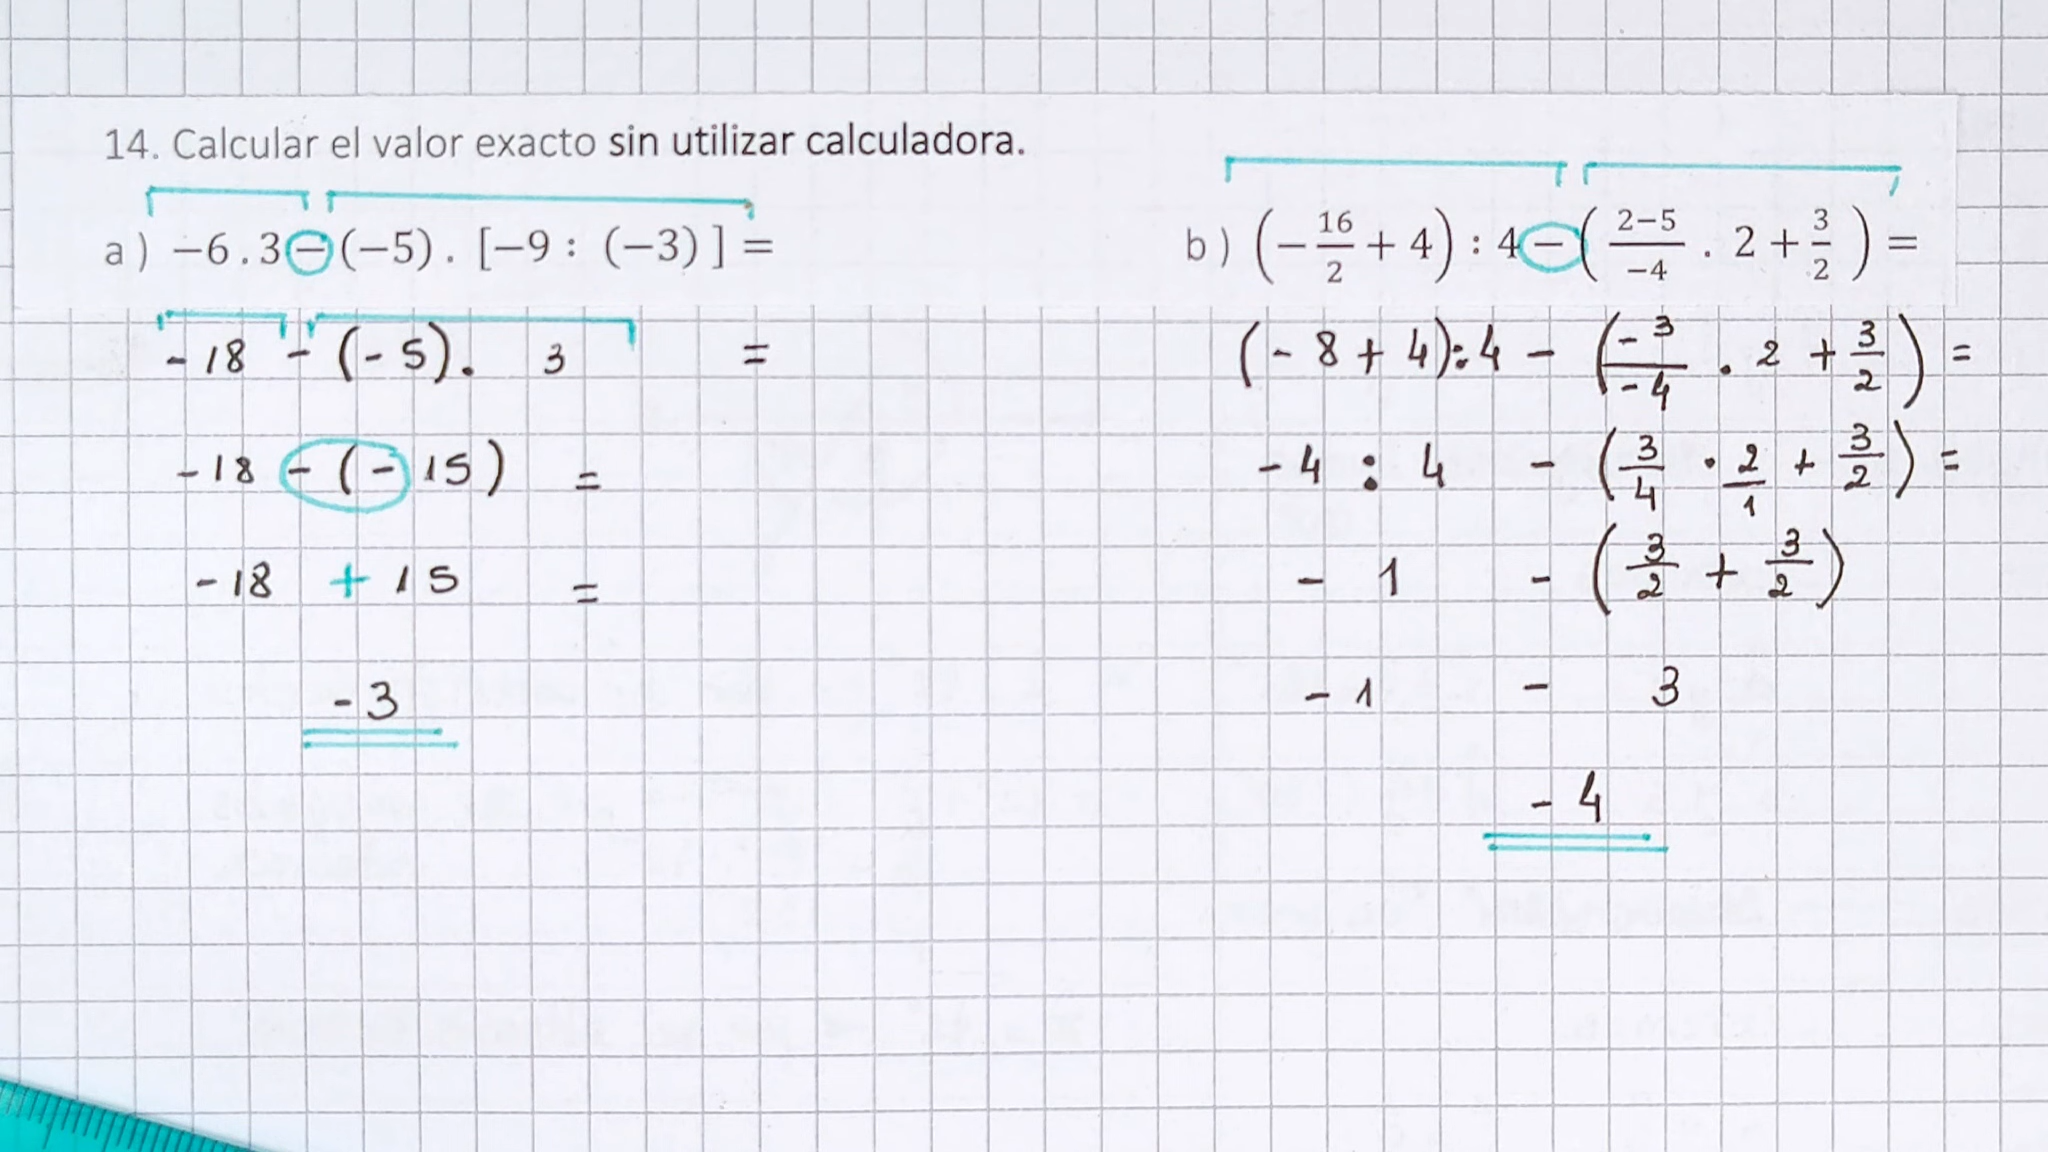 14. Calcular el valor exacto sin utilizar calculadora.
a) −6.3−(−5). [−9 : (−3)] =
-18 - (-5). 3 =
-18 - (-15) =
-18 + 15 =
-3
b) (−16/2 + 4) : 4−(2−5/−4 . 2 + 3/2) =
(-8+4):4 - (-3/-4 . 2 + 3/2) =
-4 : 4 - (3/4 . 2/1 + 3/2) =
- 1 - (3/2 + 3/2)
-1 - 3
-4